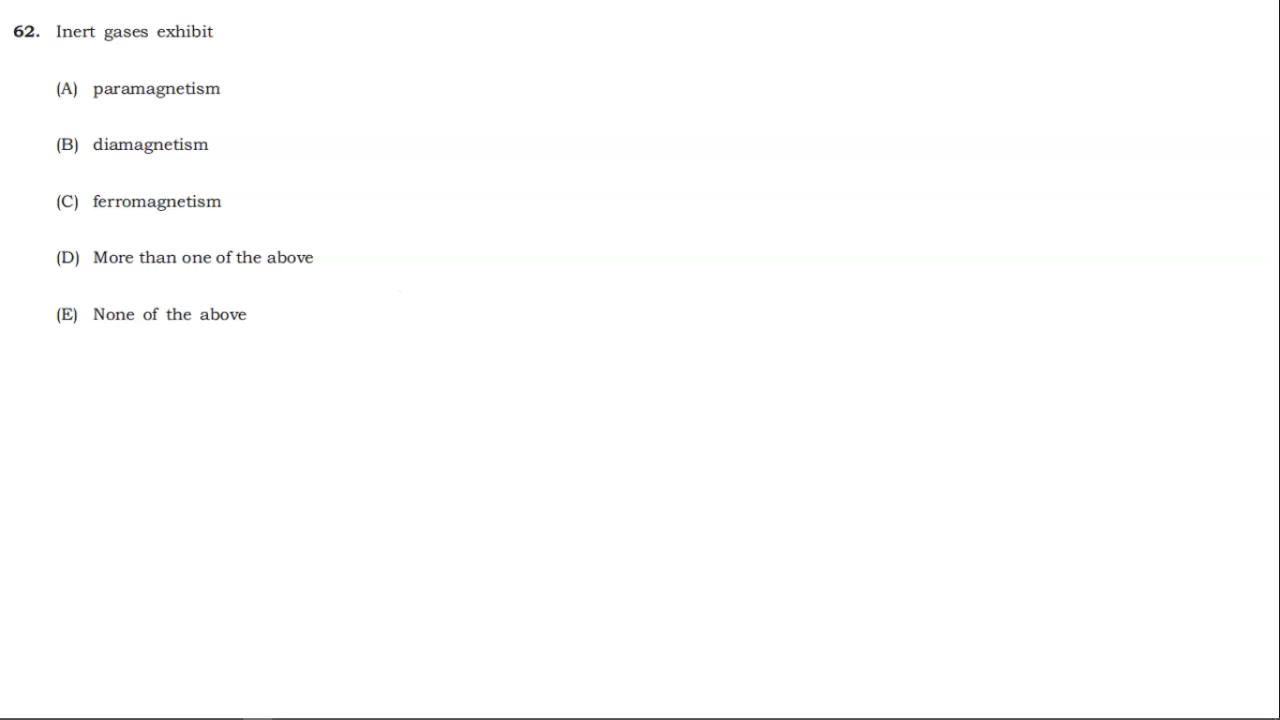 62. Inert gases exhibit
(A) paramagnetism
(B) diamagnetism
(C) ferromagnetism
(D) More than one of the above
(E) None of the above